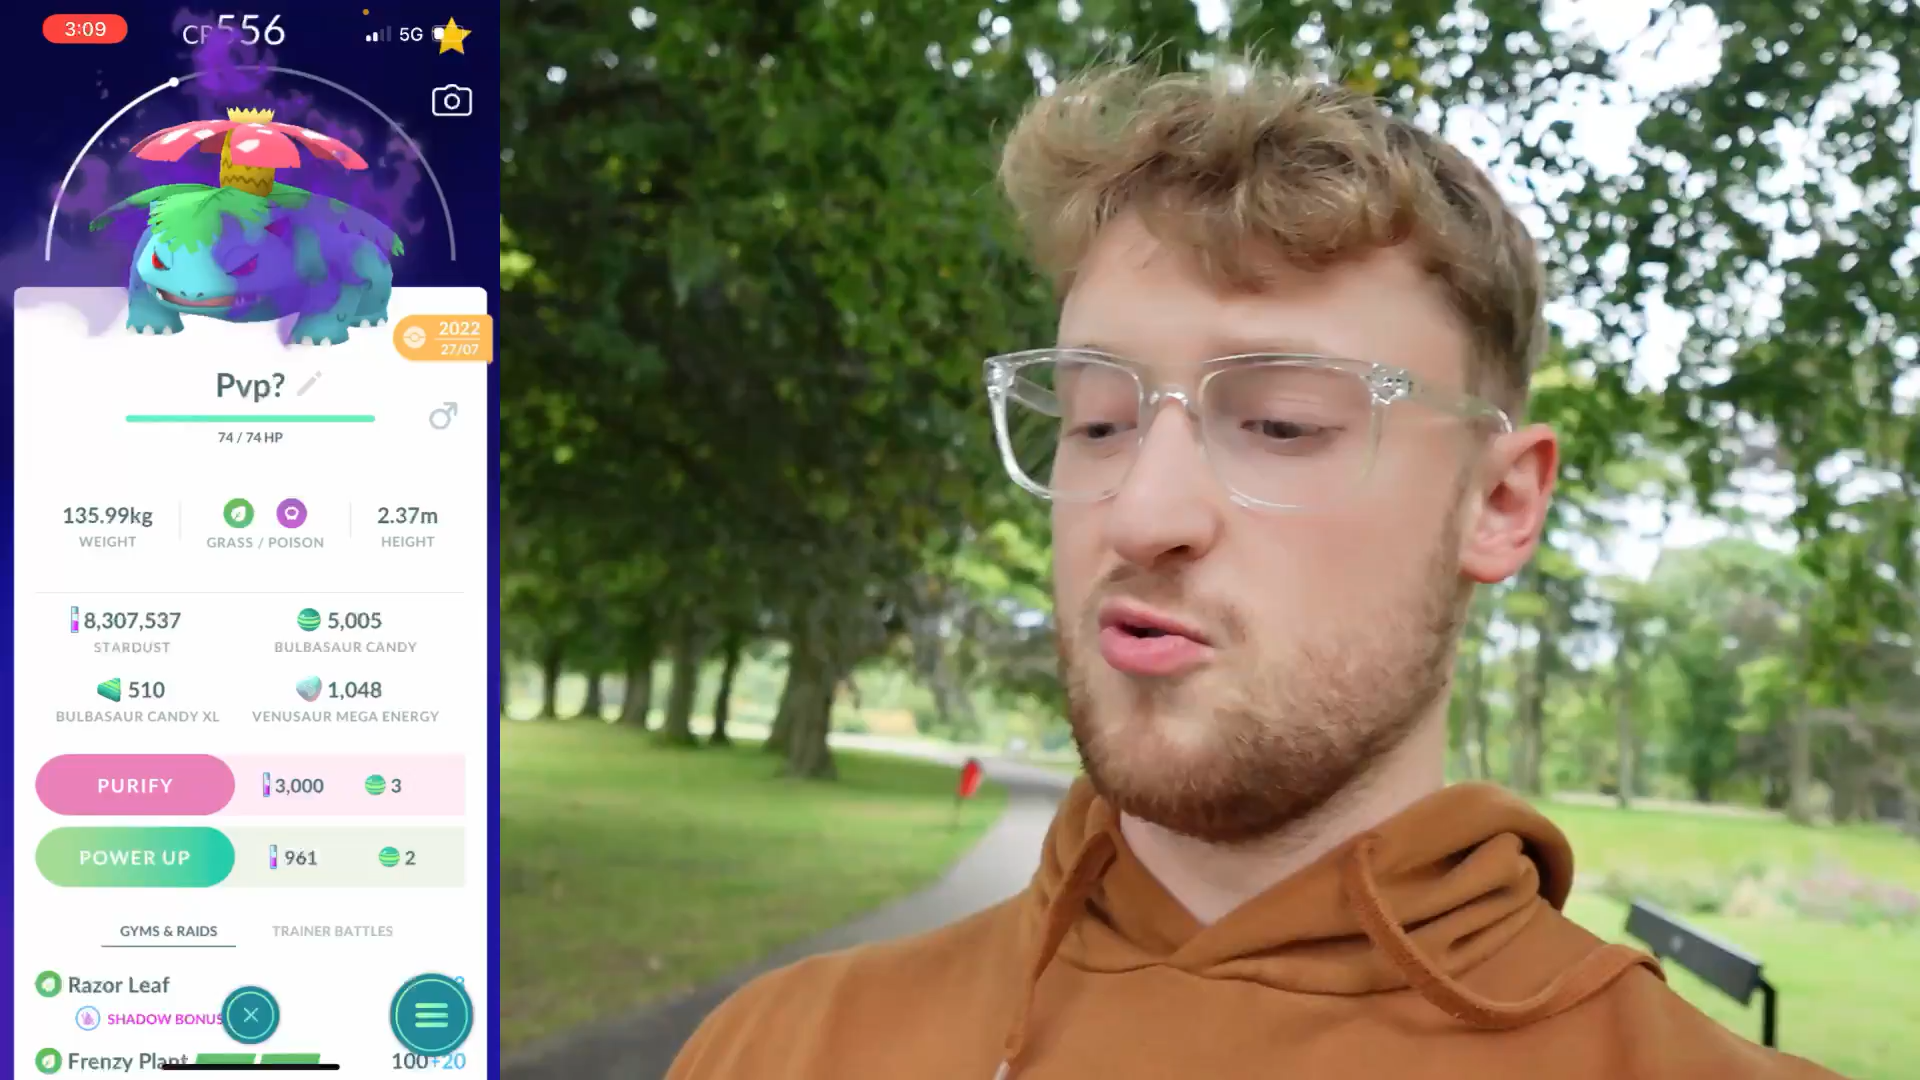 3:09
CP556
5G
2022
27/07
Pvp?
74 / 74 HP
135.99kg
WEIGHT
GRASS / POISON
2.37m
HEIGHT
8,307,537
STARDUST
5,005
BULBASAUR CANDY
510
BULBASAUR CANDY XL
1,048
VENUSAUR MEGA ENERGY
PURIFY
3,000
3
POWER UP
961
2
GYMS & RAIDS
TRAINER BATTLES
Razor Leaf
SHADOW BONUS
Frenzy Plant
100+20